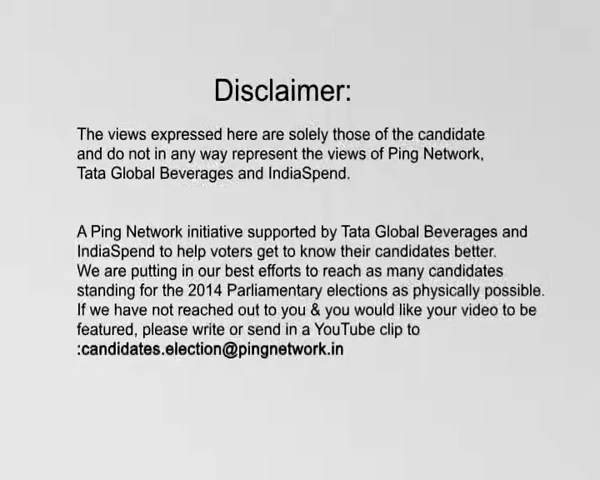 Disclaimer:
The views expressed here are solely those of the candidate
and do not in any way represent the views of Ping Network,
Tata Global Beverages and IndiaSpend.
A Ping Network initiative supported by Tata Global Beverages and
IndiaSpend to help voters get to know their candidates better.
We are putting in our best efforts to reach as many candidates
standing for the 2014 Parliamentary elections as physically possible.
If we have not reached out to you & you would like your video to be
featured, please write or send in a YouTube clip to
:candidates.election@pingnetwork.in